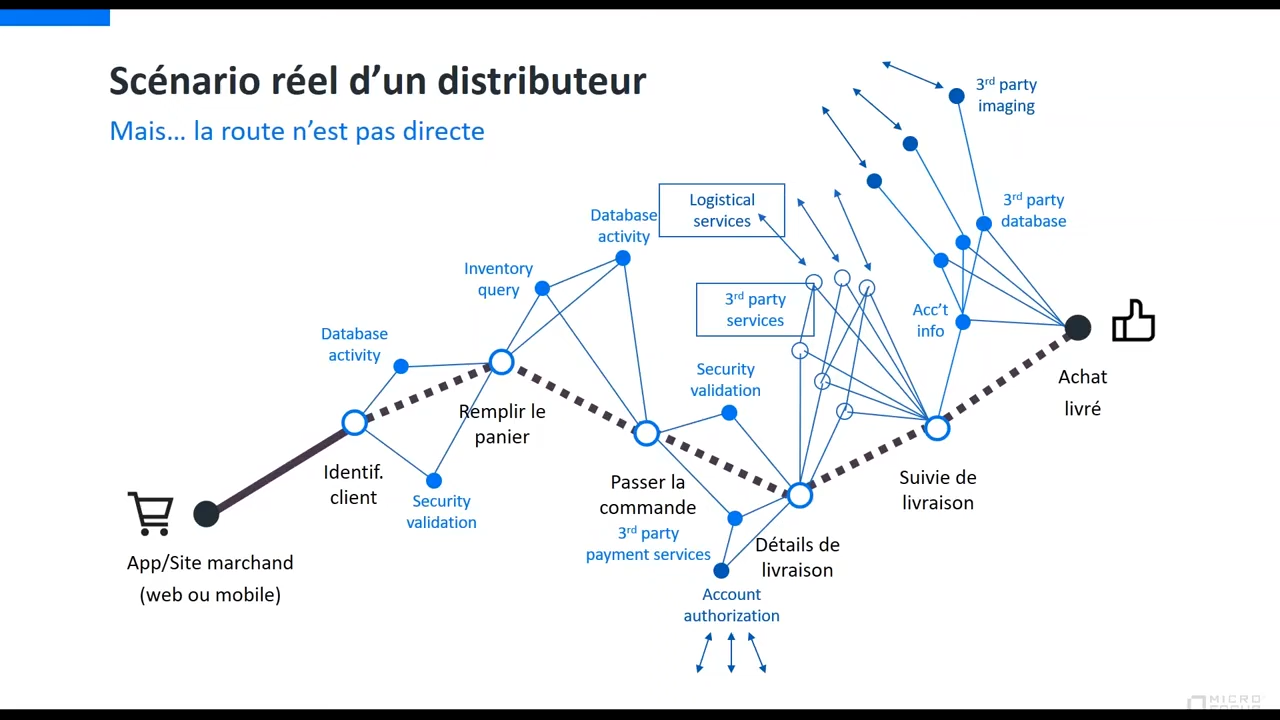 Scénario réel d’un distributeur
Mais… la route n’est pas directe
3rd party
imaging
Logistical
services
3rd party
database
Database
activity
Inventory
query
3rd party
services
Acc’t
info
Database
activity
Security
validation
Achat
livré
Remplir le
panier
Identif.
client
Passer la
commande
Suivie de
livraison
Security
validation
3rd party
payment services
Détails de
livraison
App/Site marchand
(web ou mobile)
Account
authorization
MICRO
FOCUS